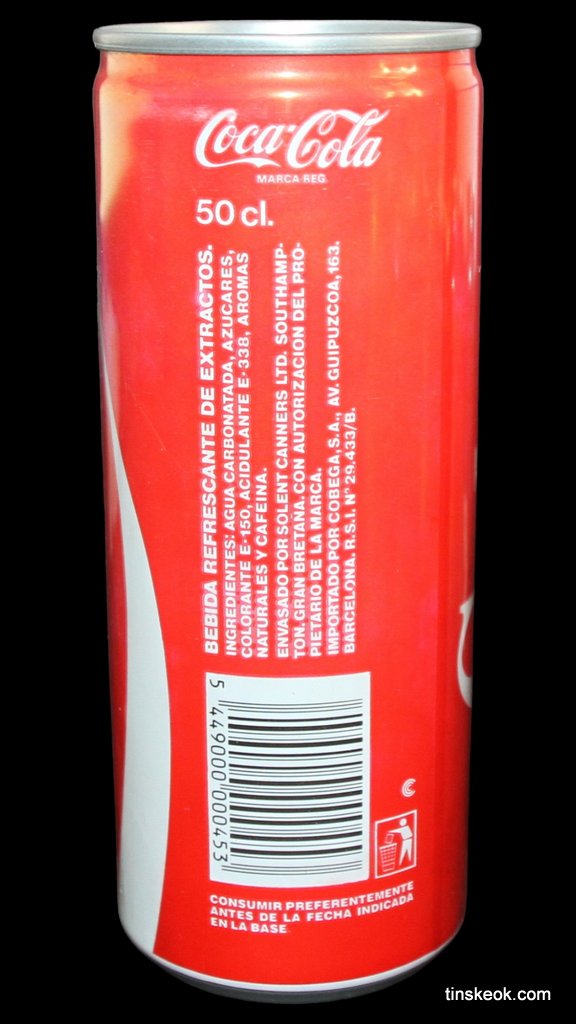 Coca-Cola
MARCA REG.
50 cl.
BEBIDA REFRESCANTE DE EXTRACTOS.
INGREDIENTES: AGUA CARBONATADA, AZUCARES,
COLORANTE E-150, ACIDULANTE E-338, AROMAS
NATURALES Y CAFEINA.
ENVASADO POR SOLENT CANNERS LTD. SOUTHAMP-
TON. GRAN BRETAÑA. CON AUTORIZACION DEL PRO-
PIETARIO DE LA MARCA.
IMPORTADO POR COBEGA, S.A., AV. GUIPUZCOA, 163.
BARCELONA. R.S.I. Nº 29.433/B.
5 449000 000453
CONSUMIR PREFERENTEMENTE
ANTES DE LA FECHA INDICADA
EN LA BASE
tinskeok.com